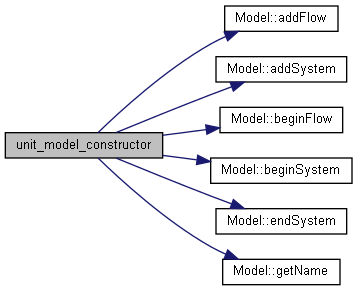 Model::addFlow
Model::addSystem
Model::beginFlow
unit_model_constructor
Model::beginSystem
Model::endSystem
Model::getName